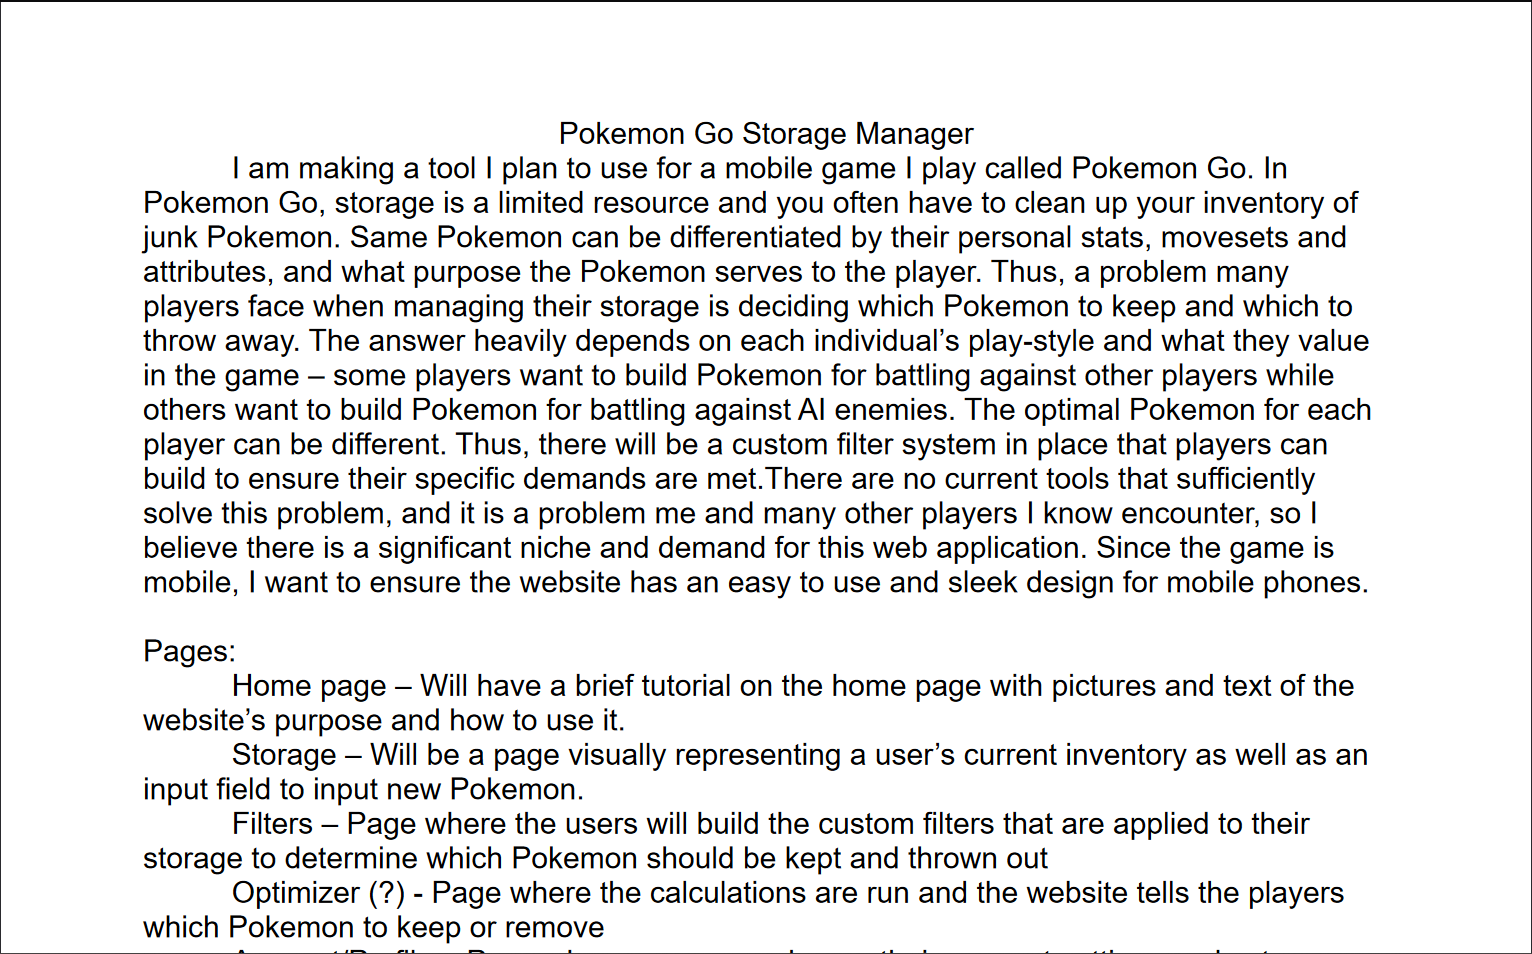 Pokemon Go Storage Manager
I am making a tool I plan to use for a mobile game I play called Pokemon Go. In
Pokemon Go, storage is a limited resource and you often have to clean up your inventory of
junk Pokemon. Same Pokemon can be differentiated by their personal stats, movesets and
attributes, and what purpose the Pokemon serves to the player. Thus, a problem many
players face when managing their storage is deciding which Pokemon to keep and which to
throw away. The answer heavily depends on each individual’s play-style and what they value
in the game – some players want to build Pokemon for battling against other players while
others want to build Pokemon for battling against AI enemies. The optimal Pokemon for each
player can be different. Thus, there will be a custom filter system in place that players can
build to ensure their specific demands are met.There are no current tools that sufficiently
solve this problem, and it is a problem me and many other players I know encounter, so I
believe there is a significant niche and demand for this web application. Since the game is
mobile, I want to ensure the website has an easy to use and sleek design for mobile phones.
Pages:
Home page – Will have a brief tutorial on the home page with pictures and text of the
website’s purpose and how to use it.
Storage – Will be a page visually representing a user’s current inventory as well as an
input field to input new Pokemon.
Filters – Page where the users will build the custom filters that are applied to their
storage to determine which Pokemon should be kept and thrown out
Optimizer (?) - Page where the calculations are run and the website tells the players
which Pokemon to keep or remove